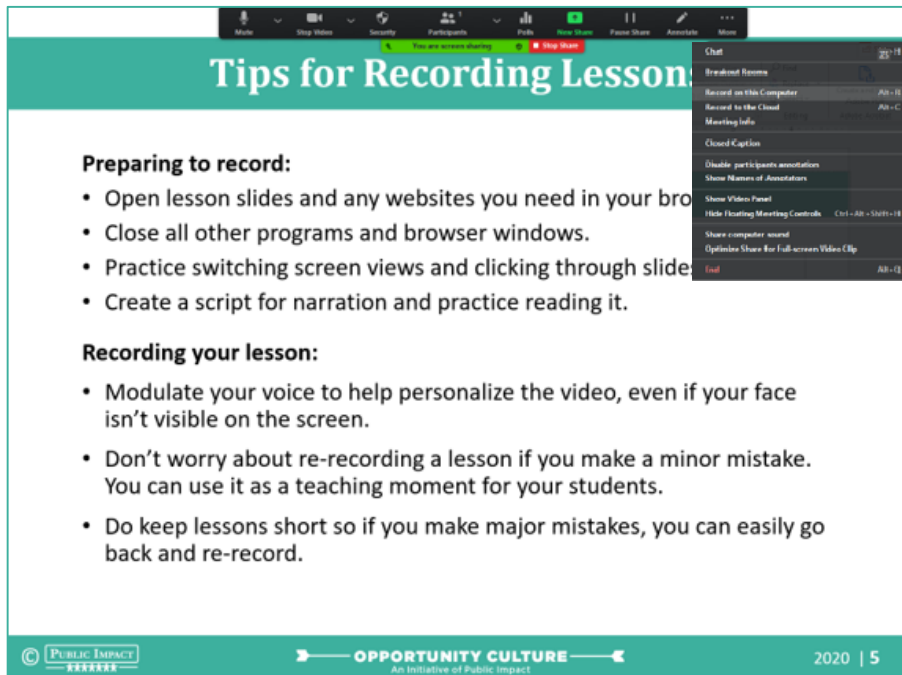 Mute
Stop Video
Security
Participants
1
Polls
New Share
Pause Share
Annotate
More
You are screen sharing
Stop Share
Tips for Recording Lesson
Chat
Breakout Rooms
Record on this Computer
Record to the Cloud Alt+C
Meeting Info
Closed Caption
Disable participants annotation
Show Names of Annotators
Show Video Panel
Hide Floating Meeting Controls Ctrl+Alt+Shift+H
Share computer sound
Optimize Share for Full-screen Video Clip
End Alt+Q
Preparing to record:
• Open lesson slides and any websites you need in your bro
• Close all other programs and browser windows.
• Practice switching screen views and clicking through slides
• Create a script for narration and practice reading it.
Recording your lesson:
• Modulate your voice to help personalize the video, even if your face
isn’t visible on the screen.
• Don’t worry about re-recording a lesson if you make a minor mistake.
You can use it as a teaching moment for your students.
• Do keep lessons short so if you make major mistakes, you can easily go
back and re-record.
© PUBLIC IMPACT
OPPORTUNITY CULTURE
An Initiative of Public Impact
2020 | 5